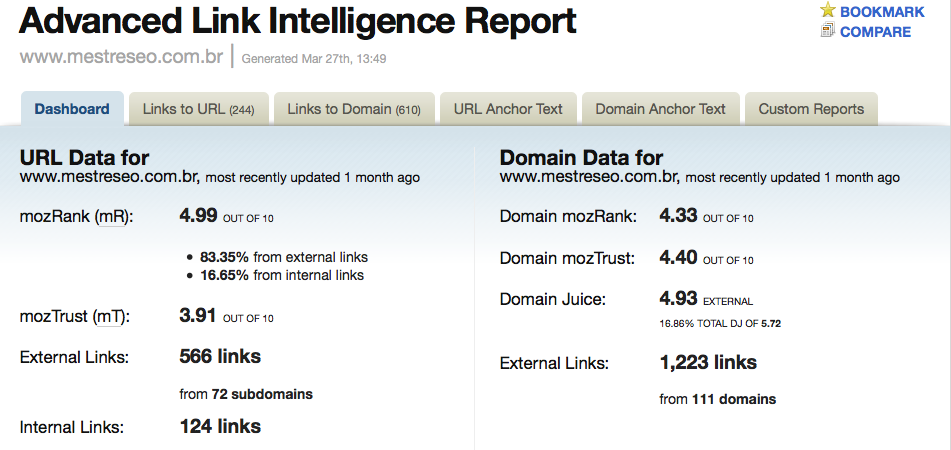 Advanced Link Intelligence Report
BOOKMARK
COMPARE
www.mestreseo.com.br | Generated Mar 27th, 13:49
Dashboard
Links to URL (244)
Links to Domain (610)
URL Anchor Text
Domain Anchor Text
Custom Reports
URL Data for
www.mestreseo.com.br, most recently updated 1 month ago
mozRank (mR): 4.99 OUT OF 10
• 83.35% from external links
• 16.65% from internal links
mozTrust (mT): 3.91 OUT OF 10
External Links: 566 links
from 72 subdomains
Internal Links: 124 links
Domain Data for
www.mestreseo.com.br, most recently updated 1 month ago
Domain mozRank: 4.33 OUT OF 10
Domain mozTrust: 4.40 OUT OF 10
Domain Juice: 4.93 EXTERNAL
16.86% TOTAL DJ OF 5.72
External Links: 1,223 links
from 111 domains